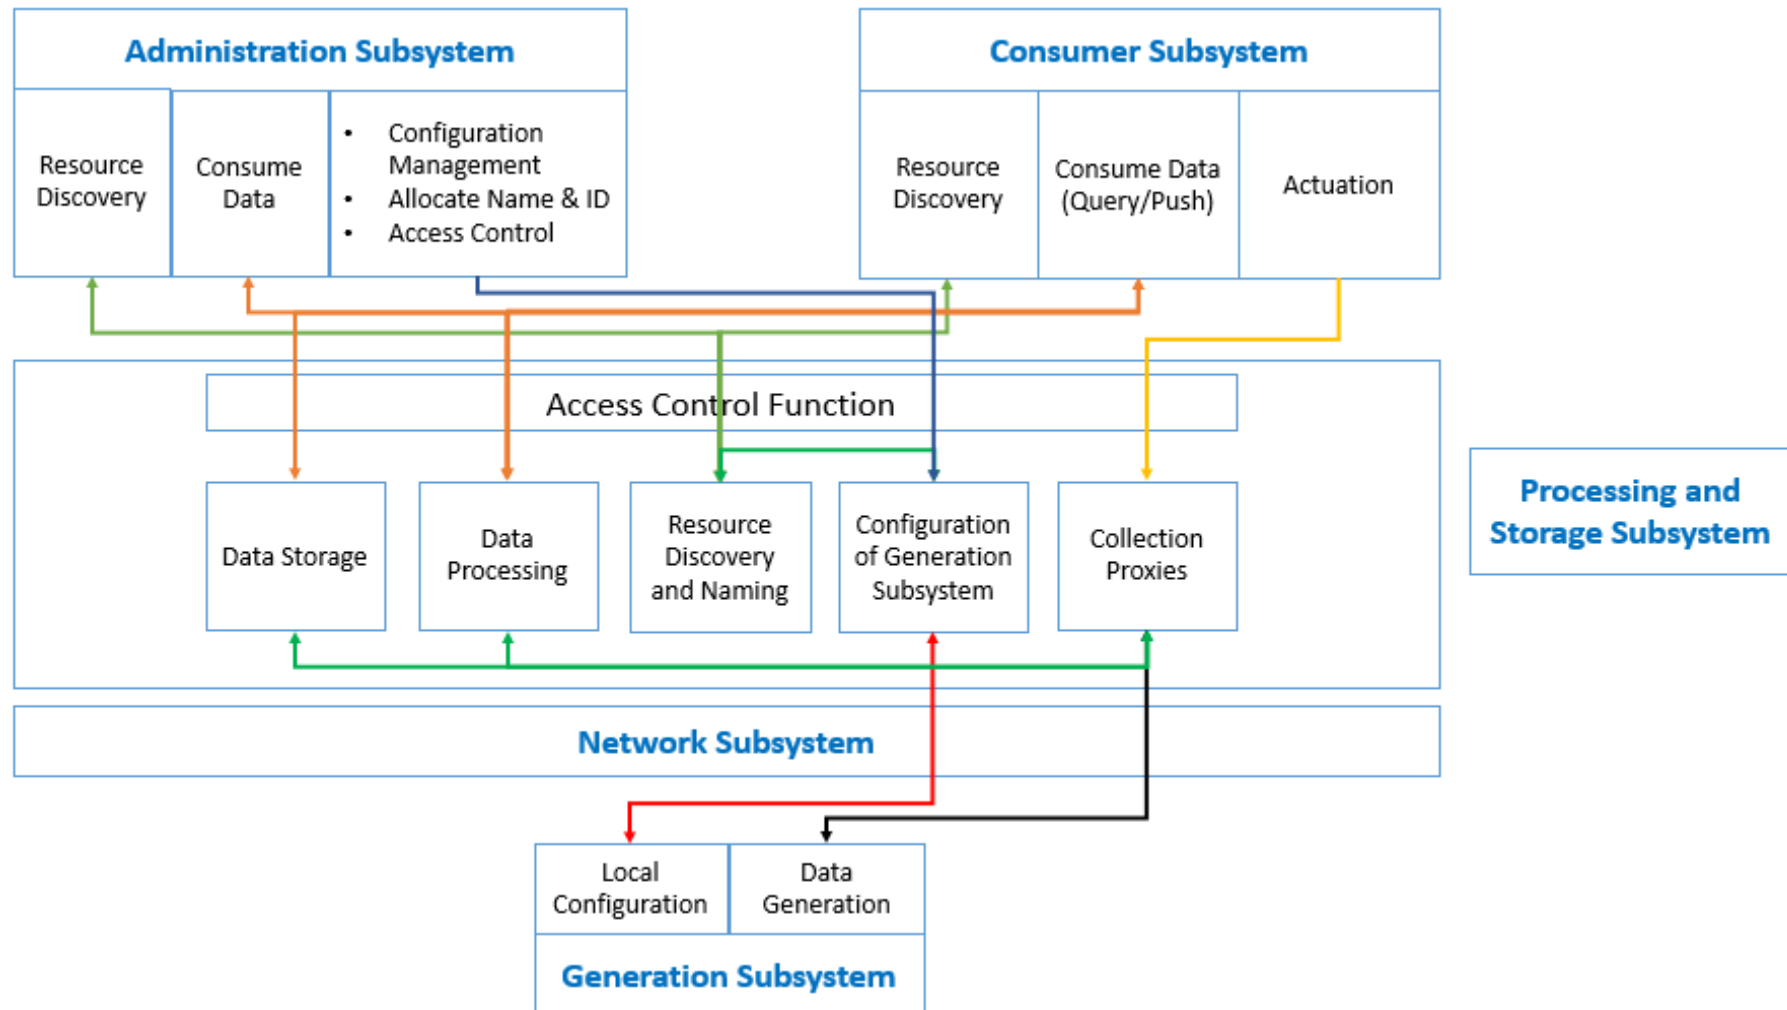 Administration Subsystem
Consumer Subsystem
Resource
Discovery
Consume
Data
• Configuration
Management
• Allocate Name & ID
• Access Control
Resource
Discovery
Consume Data
(Query/Push)
Actuation
Access Control Function
Data Storage
Data
Processing
Resource
Discovery
and Naming
Configuration
of Generation
Subsystem
Collection
Proxies
Processing and
Storage Subsystem
Network Subsystem
Local
Configuration
Data
Generation
Generation Subsystem